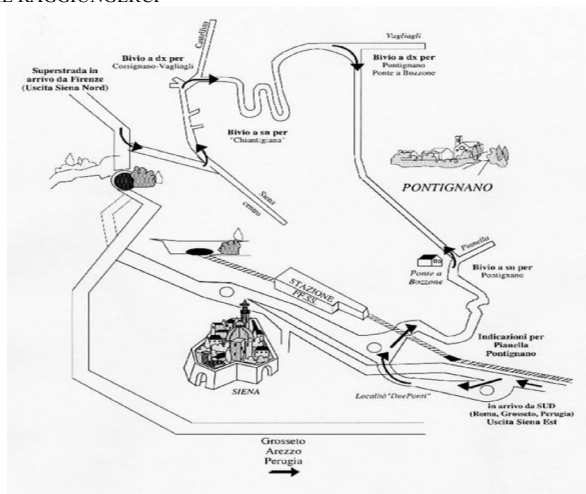 Castellina
Vagliagli
Bivio a dx per
Corsignano-Vagliagli
Bivio a dx per
Pontignano
Ponte a Bozzone
Superstrada in
arrivo da Firenze
(Uscita Siena Nord)
Bivio a sn per
"Chiantigiana"
PONTIGNANO
Siena
centro
Pianella
Ponte a
Bozzone
Bivio a sn per
Pontignano
STAZIONE
FF.SS.
Indicazioni per
Pianella
Pontignano
SIENA
Località "DuePonti"
in arrivo da SUD
(Roma, Grosseto, Perugia)
Uscita Siena Est
Grosseto
Arezzo
Perugia